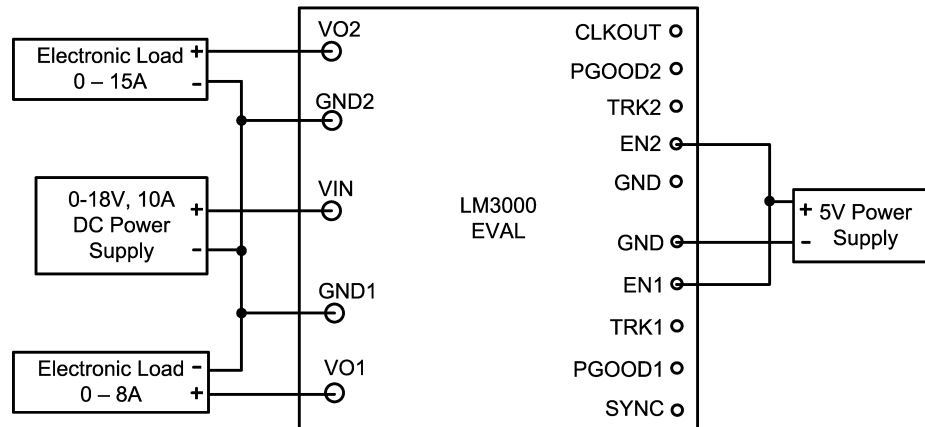 Electronic Load +
0 – 15A -
0-18V, 10A
+
DC Power
Supply -
Electronic Load -
0 – 8A +
VO2
GND2
VIN
GND1
VO1
LM3000
EVAL
CLKOUT
PGOOD2
TRK2
EN2
GND
GND
EN1
TRK1
PGOOD1
SYNC
+ 5V Power
- Supply